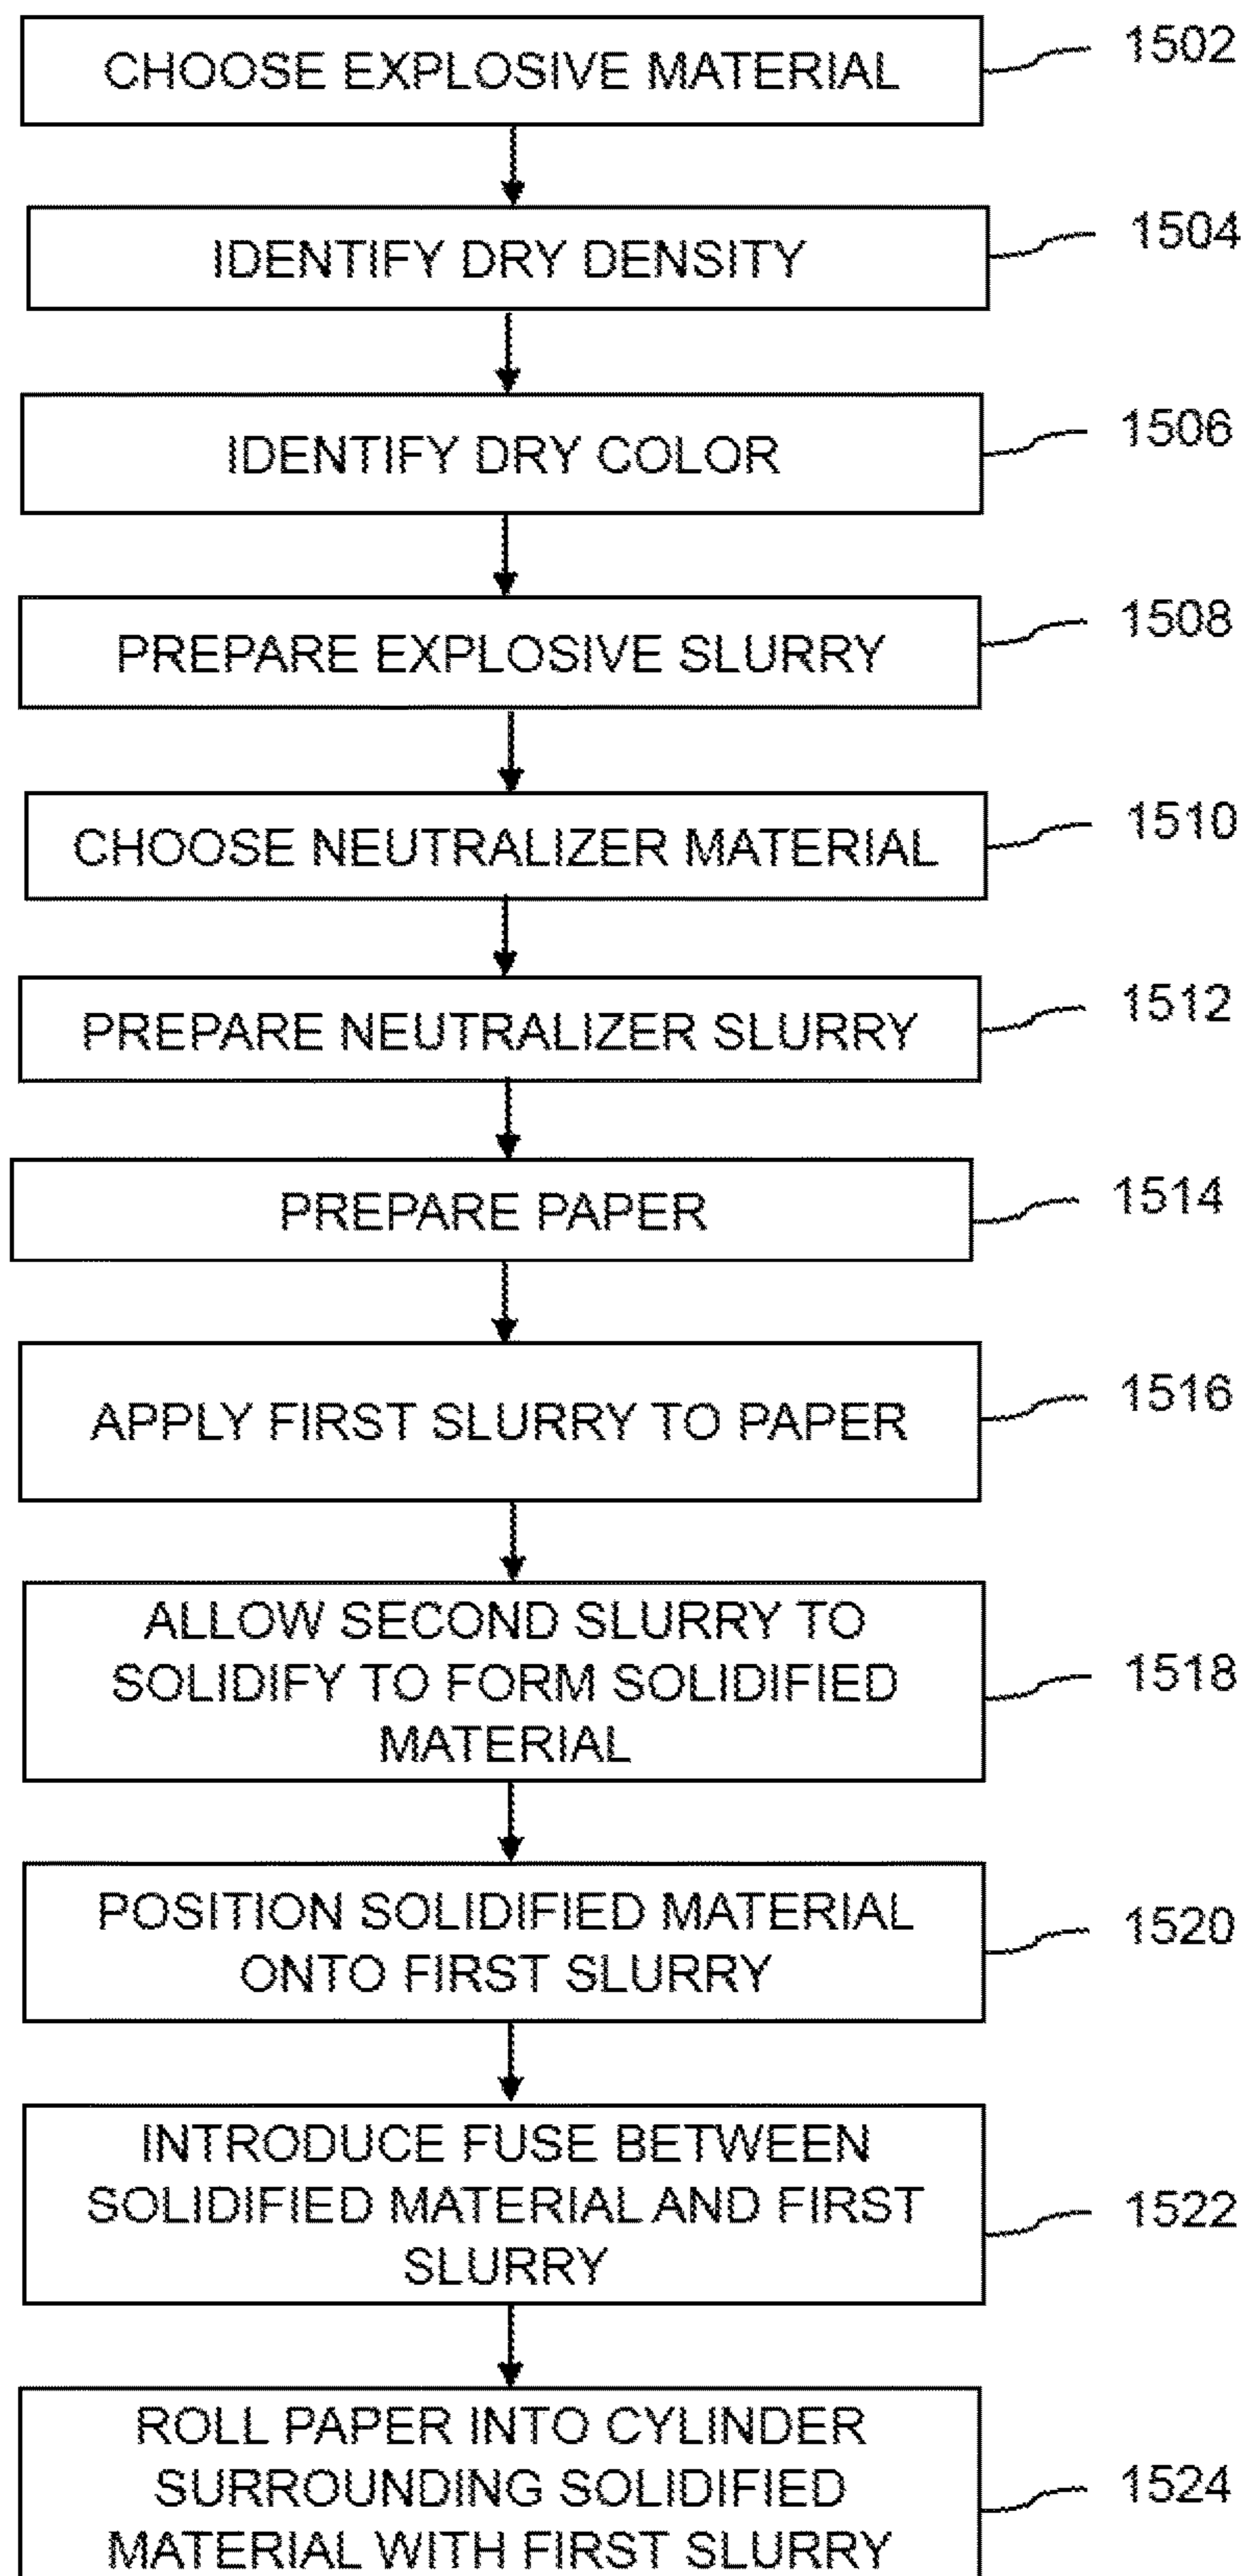 CHOOSE EXPLOSIVE MATERIAL
1502
IDENTIFY DRY DENSITY
1504
IDENTIFY DRY COLOR
1506
PREPARE EXPLOSIVE SLURRY
1508
CHOOSE NEUTRALIZER MATERIAL
1510
PREPARE NEUTRALIZER SLURRY
1512
PREPARE PAPER
1514
APPLY FIRST SLURRY TO PAPER
1516
ALLOW SECOND SLURRY TO
SOLIDIFY TO FORM SOLIDIFIED
MATERIAL
1518
POSITION SOLIDIFIED MATERIAL
ONTO FIRST SLURRY
1520
INTRODUCE FUSE BETWEEN
SOLIDIFIED MATERIAL AND FIRST
SLURRY
1522
ROLL PAPER INTO CYLINDER
SURROUNDING SOLIDIFIED
MATERIAL WITH FIRST SLURRY
1524